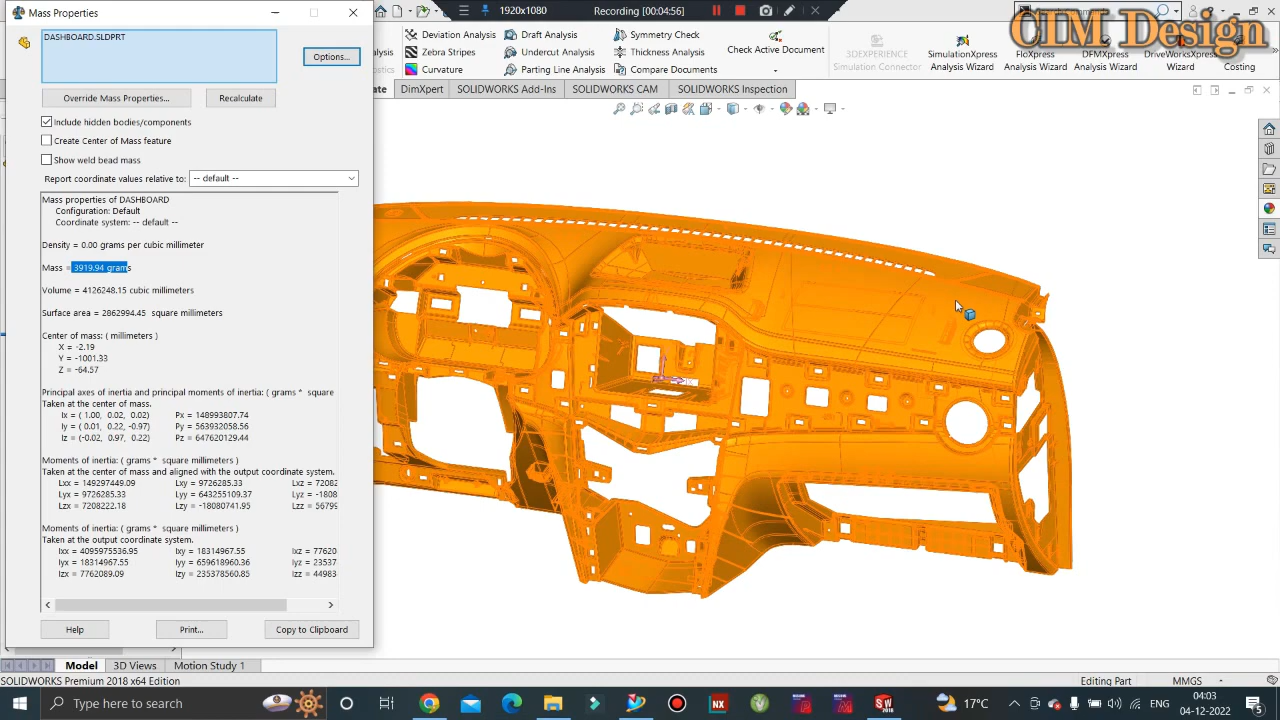 Mass Properties
1920x1080
Recording [04:04:56]
CIM Design
DASHBOARD.SLDPRT
Options...
Override Mass Properties...
Recalculate
Include hidden bodies/components
Create Center of Mass feature
Show weld bead mass
Report coordinate values relative to:
-- default --
Mass properties of DASHBOARD
Configuration: Default
Coordinate system: -- default --
Density = 0.00 grams per cubic millimeter
Mass = 3919.94 grams
Volume = 4126248.15 cubic millimeters
Surface area = 2862994.45 square millimeters
Center of mass: ( millimeters )
X = -2.19
Y = -1001.33
Z = -64.57
Principal axes of inertia and principal moments of inertia: ( grams * square
Taken at the center of mass.
Ix = ( 1.00, 0.02, 0.02) Px = 148993807.74
Iy = ( 0.01, 0.22, -0.97) Py = 563932058.56
Iz = (-0.02, 0.97, 0.22) Pz = 647620129.44
Moments of inertia: ( grams * square millimeters )
Taken at the center of mass and aligned with the output coordinate system.
Lxx = 149297449.09 Lxy = 9726285.33 Lxz = 72082
Lyx = 9726285.33 Lyy = 643255109.37 Lyz = -1808
Lzx = 7208222.18 Lzy = -18080741.95 Lzz = 56799
Moments of inertia: ( grams * square millimeters )
Taken at the output coordinate system.
Ixx = 4095975536.95 Ixy = 18314967.55 Ixz = 77620
Iyx = 18314967.55 Iyy = 659618960.36 Iyz = 235378
Izx = 7762089.09 Izy = 235378560.85 Izz = 44983
Help
Print...
Copy to Clipboard
Deviation Analysis
Zebra Stripes
Curvature
Draft Analysis
Undercut Analysis
Parting Line Analysis
Symmetry Check
Thickness Analysis
Compare Documents
Check Active Document
3DEXPERIENCE
Simulation Connector
SimulationXpress
Analysis Wizard
FloXpress
Analysis Wizard
DFMXpress
Analysis Wizard
DriveWorksXpress
Wizard
Costing
DimXpert
SOLIDWORKS Add-Ins
SOLIDWORKS CAM
SOLIDWORKS Inspection
Model
3D Views
Motion Study 1
SOLIDWORKS Premium 2018 x64 Edition
Editing Part
MMGS
Type here to search
17°C
ENG
04:03
04-12-2022